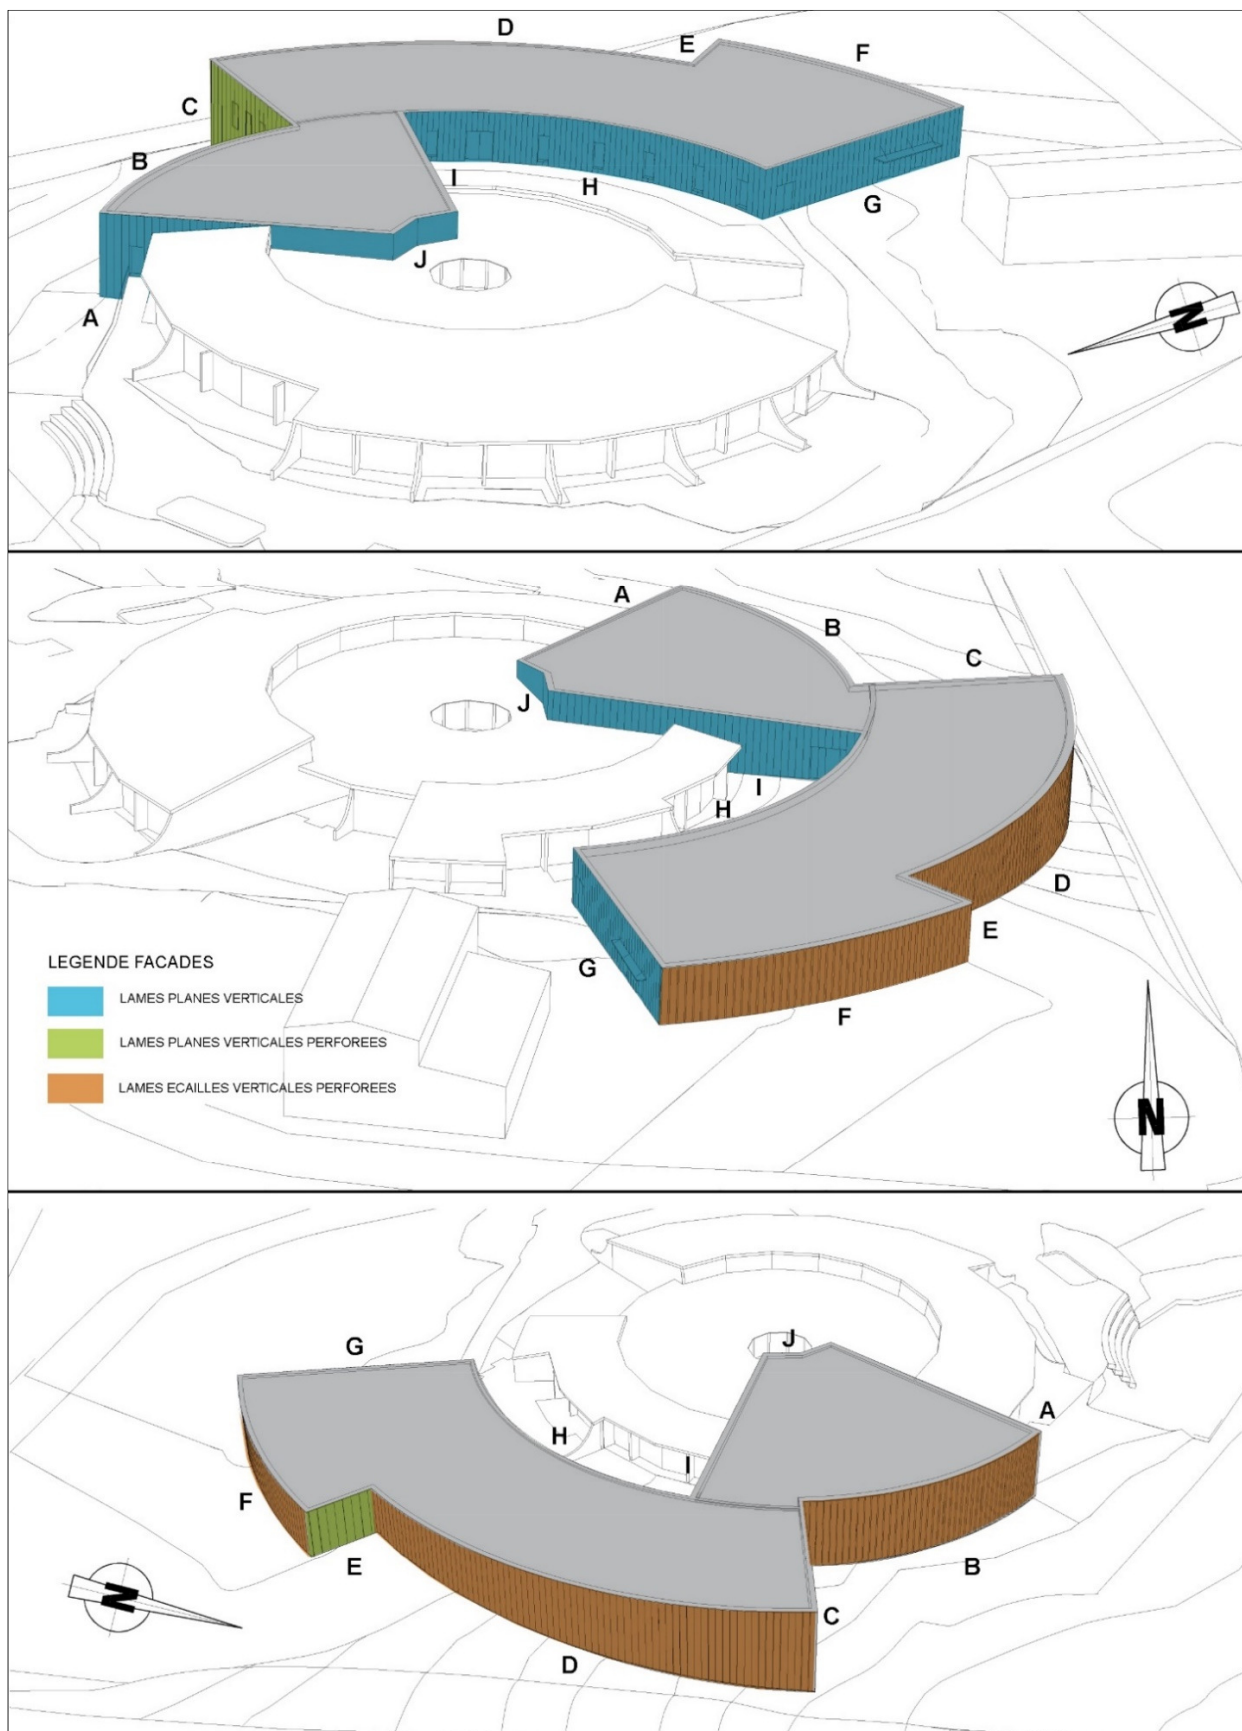 D
E
F
C
B
I
H
G
J
A
N
A
B
C
J
I
H
D
E
G
F
LEGENDE FACADES
LAMES PLANES VERTICALES
LAMES PLANES VERTICALES PERFOREES
LAMES ECAILLES VERTICALES PERFOREES
N
G
J
A
H
I
F
E
B
C
D
N